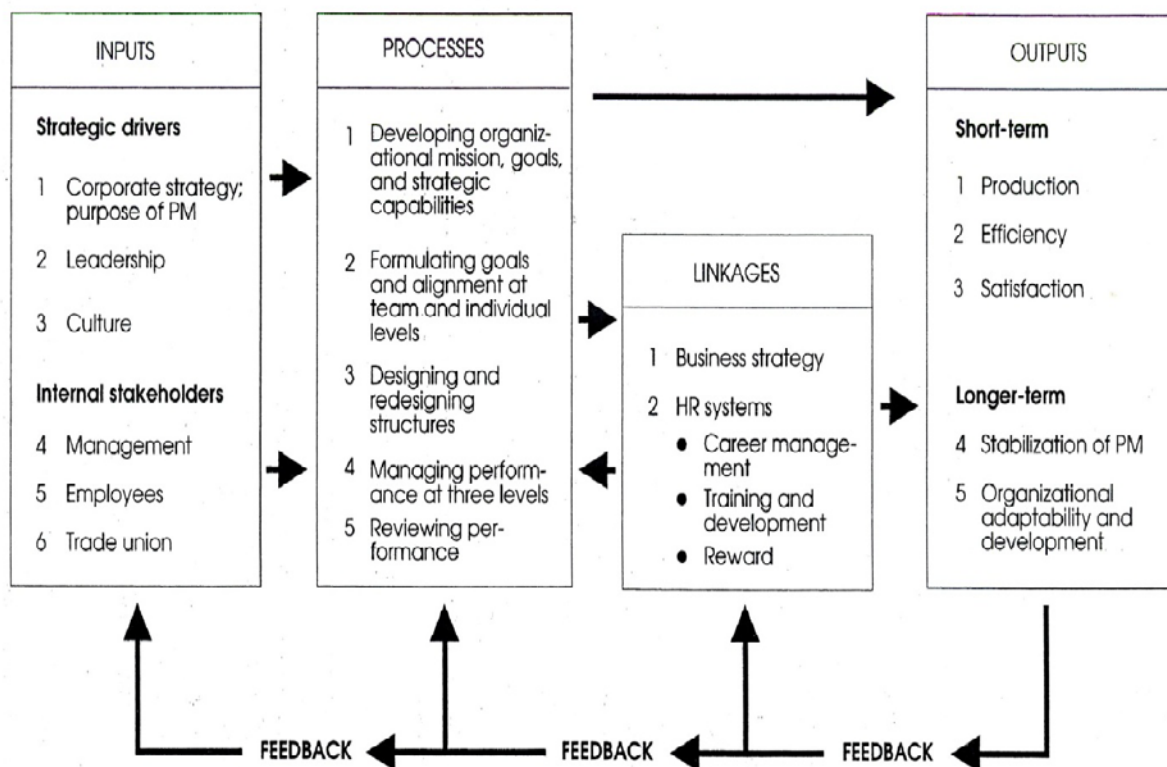 INPUTS
Strategic drivers
1 Corporate strategy;
purpose of PM
2 Leadership
3 Culture
Internal stakeholders
4 Management
5 Employees
6 Trade union
PROCESSES
1 Developing organiz-
ational mission, goals,
and strategic
capabilities
2 Formulating goals
and alignment at
team and individual
levels
3 Designing and
redesigning
structures
4 Managing perform-
ance at three levels
5 Reviewing per-
formance
LINKAGES
1 Business strategy
2 HR systems
● Career manage-
ment
● Training and
development
● Reward
OUTPUTS
Short-term
1 Production
2 Efficiency
3 Satisfaction
Longer-term
4 Stabilization of PM
5 Organizational
adaptability and
development
FEEDBACK
FEEDBACK
FEEDBACK